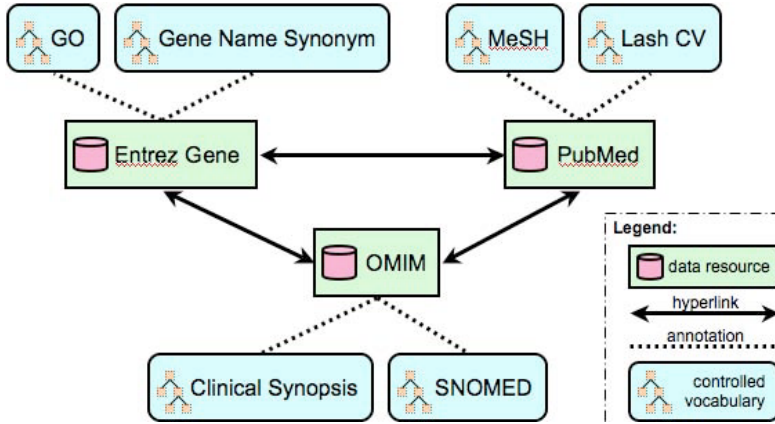 GO
Gene Name Synonym
MeSH
Lash CV
Entrez Gene
PubMed
OMIM
Clinical Synopsis
SNOMED
Legend:
data resource
hyperlink
annotation
controlled
vocabulary